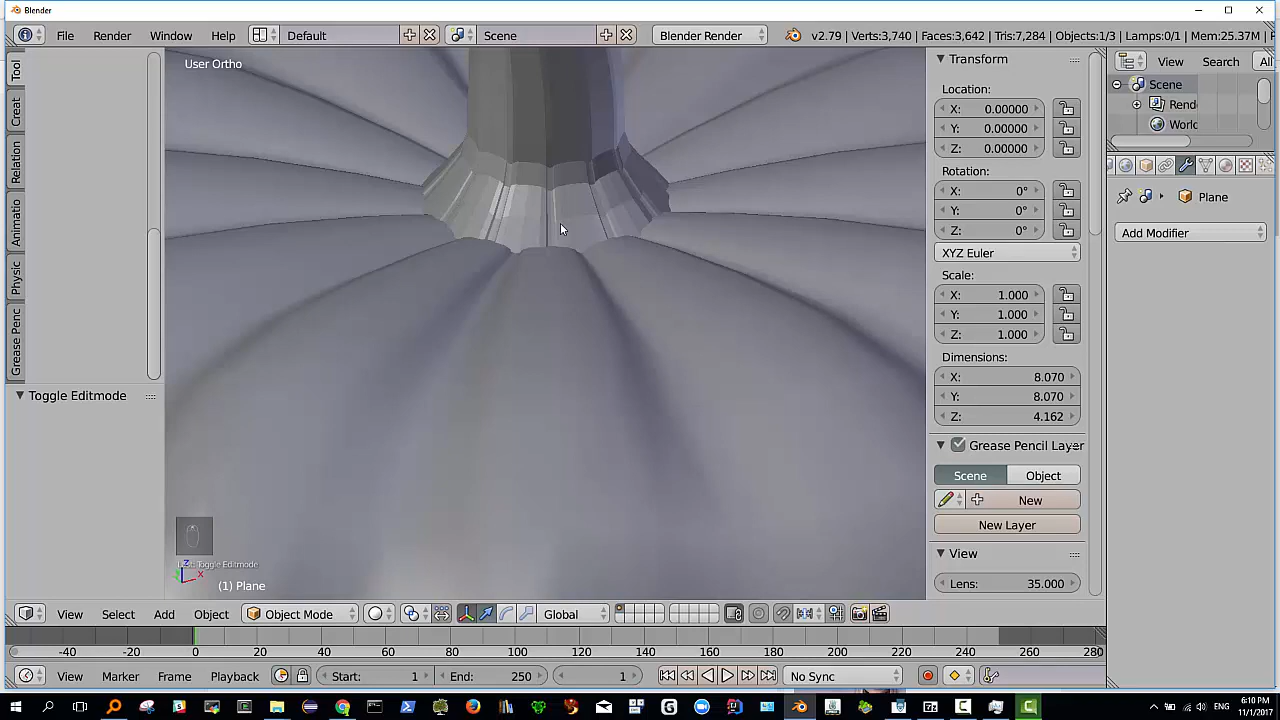 Blender
File Render Window Help Default Scene Blender Render v2.79 | Verts:3,740 | Faces:3,642 | Tris:7,284 | Objects:1/3 | Lamps:0/1 | Mem:25.37M |
User Ortho
Tool
Creat
Relation
Animatio
Physic
Grease Penc
Toggle Editmode
Toggle Editmode
(1) Plane
Transform
Location:
X: 0.00000
Y: 0.00000
Z: 0.00000
Rotation:
X: 0°
Y: 0°
Z: 0°
XYZ Euler
Scale:
X: 1.000
Y: 1.000
Z: 1.000
Dimensions:
X: 8.070
Y: 8.070
Z: 4.162
Grease Pencil Layer
Scene Object
New
New Layer
View
Lens: 35.000
View Search All
Scene
Rend
World
Plane
Add Modifier
View Select Add Object Object Mode Global
-40 -20 0 20 40 60 80 100 120 140 160 180 200 220 240 260 280
View Marker Frame Playback Start: 1 End: 250 1 No Sync
ENG
6:10 PM
11/1/2017